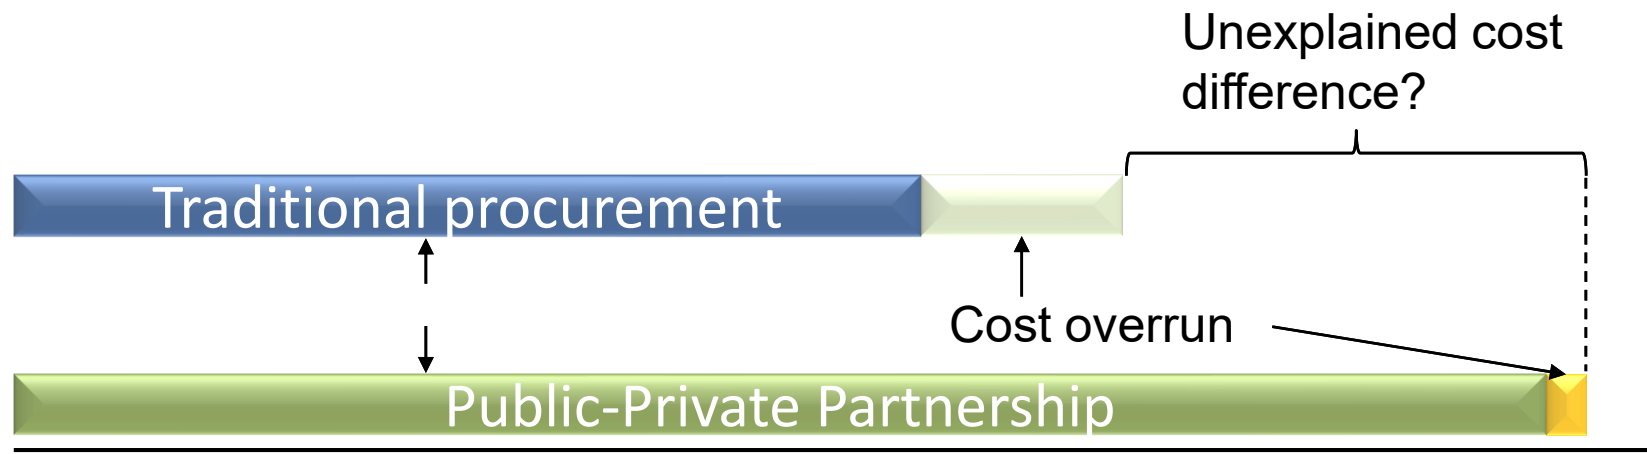 Unexplained cost
difference?
Traditional procurement
Cost overrun
Public-Private Partnership